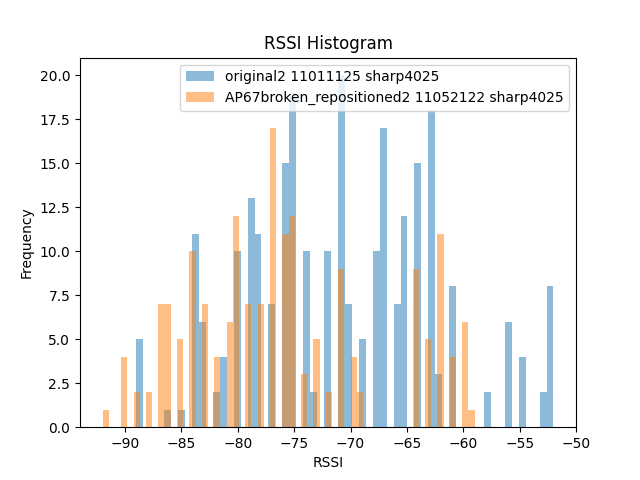 RSSI Histogram
original2 11011125 sharp4025
AP67broken_repositioned2 11052122 sharp4025
20.0
17.5
15.0
12.5
10.0
7.5
5.0
2.5
0.0
Frequency
−90 −85 −80 −75 −70 −65 −60 −55 −50
RSSI